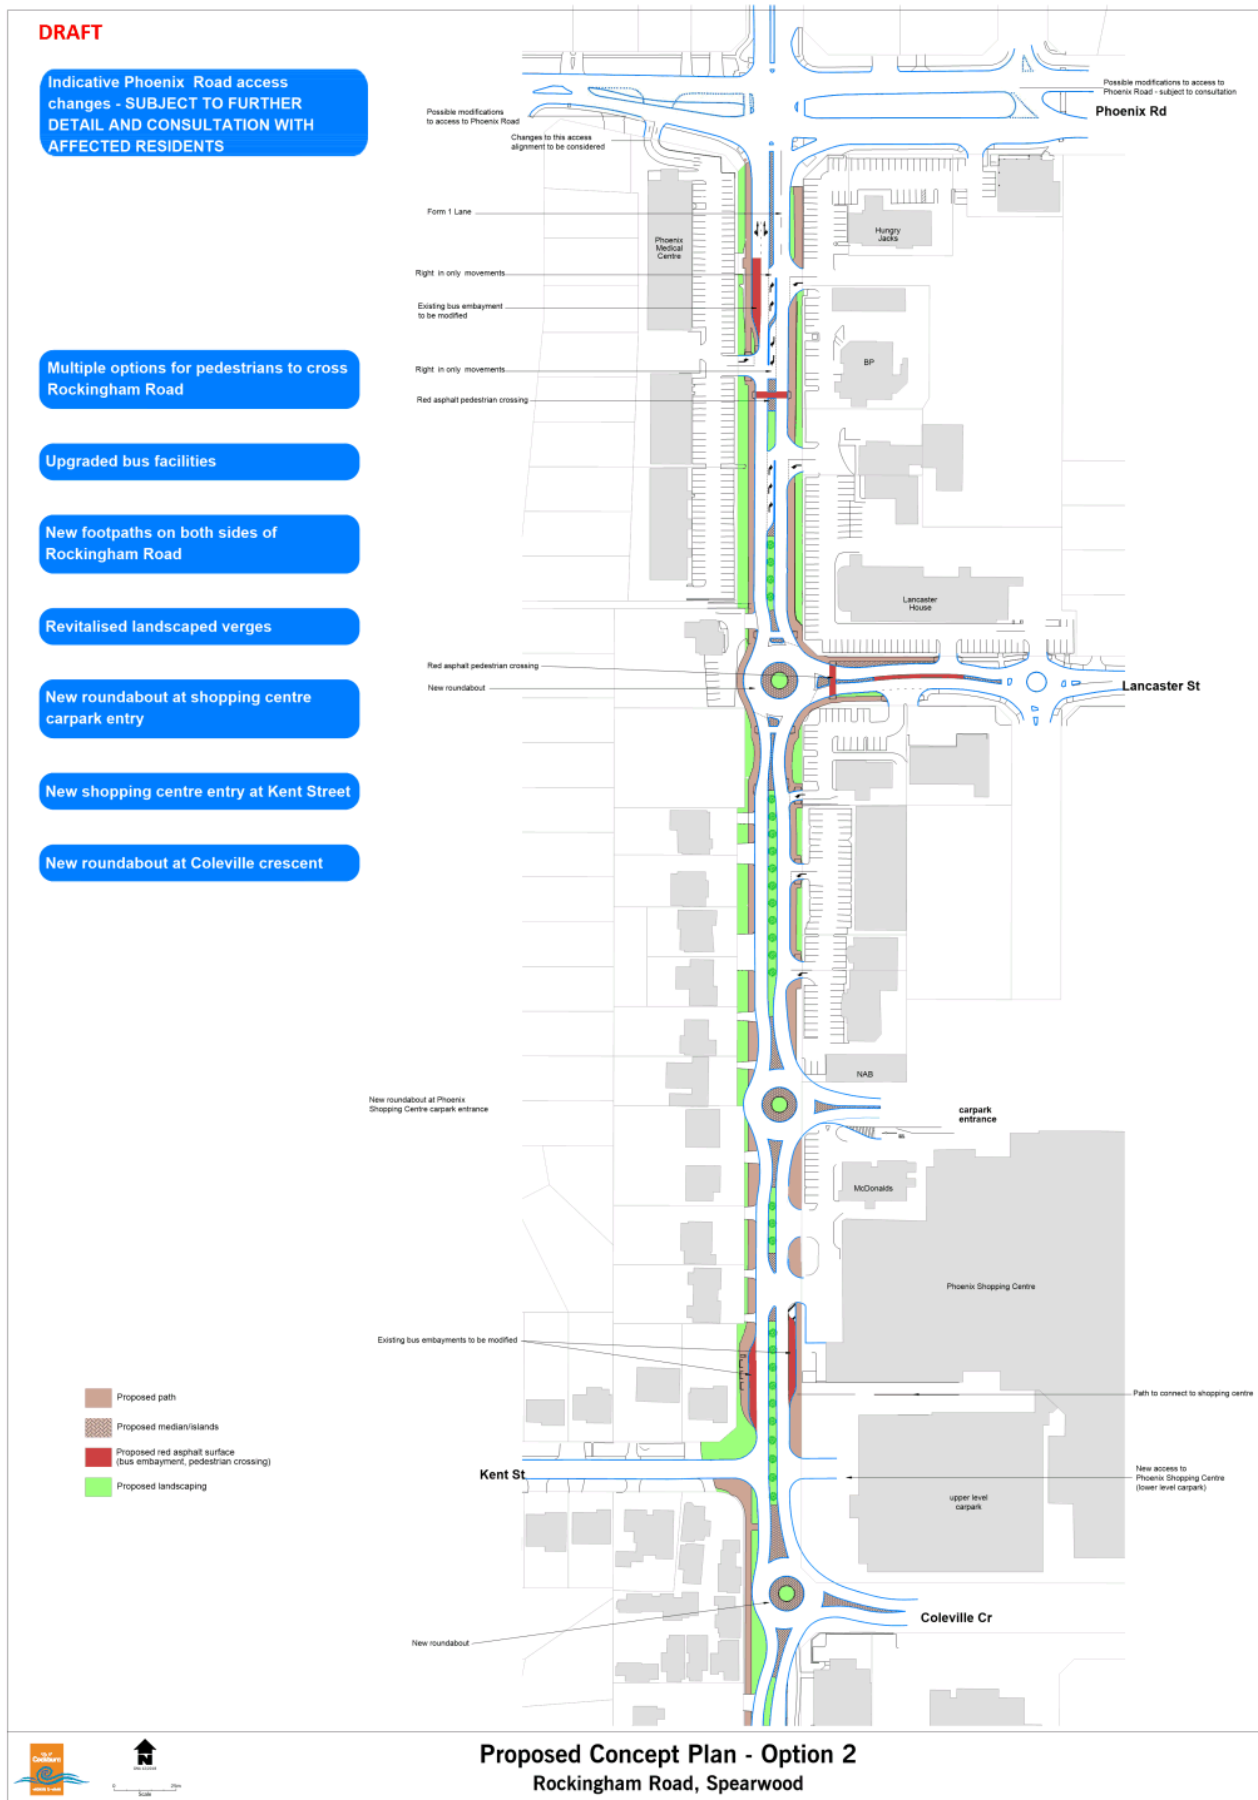 DRAFT
Indicative Phoenix Road access
changes - SUBJECT TO FURTHER
DETAIL AND CONSULTATION WITH
AFFECTED RESIDENTS
Multiple options for pedestrians to cross
Rockingham Road
Upgraded bus facilities
New footpaths on both sides of
Rockingham Road
Revitalised landscaped verges
New roundabout at shopping centre
carpark entry
New shopping centre entry at Kent Street
New roundabout at Coleville crescent
Possible modifications
to access to Phoenix Road
Changes to this access
alignment to be considered
Possible modifications to access to
Phoenix Road - subject to consultation
Phoenix Rd
Form 1 Lane
Phoenix
Medical
Centre
Hungry
Jacks
Right in only movements
Existing bus embayment
to be modified
BP
Right in only movements
Red asphalt pedestrian crossing
Lancaster
House
Red asphalt pedestrian crossing
New roundabout
Lancaster St
NAB
New roundabout at Phoenix
Shopping Centre carpark entrance
carpark
entrance
McDonalds
Phoenix Shopping Centre
Existing bus embayments to be modified
Path to connect to shopping centre
Proposed path
Proposed median/islands
Proposed red asphalt surface
(bus embayment, pedestrian crossing)
Proposed landscaping
Kent St
New access to
Phoenix Shopping Centre
(lower level carpark)
upper level
carpark
Coleville Cr
New roundabout
City of
Cockburn
N
0 25m
Scale
Proposed Concept Plan - Option 2
Rockingham Road, Spearwood